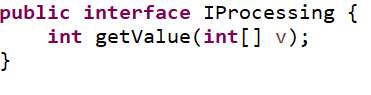 public interface IProcessing {
    int getValue(int[] v);
}